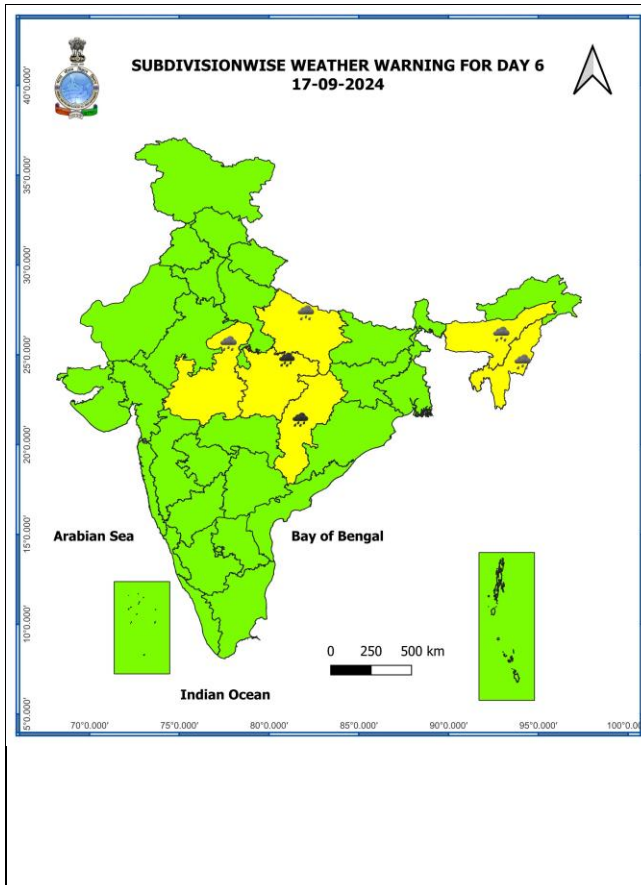 SUBDIVISIONWISE WEATHER WARNING FOR DAY 6
17-09-2024
40°0.000'
35°0.000'
30°0.000'
25°0.000'
20°0.000'
15°0.000'
10°0.000'
5°0.000'
Arabian Sea
Bay of Bengal
0 250 500 km
Indian Ocean
70°0.000' 75°0.000' 80°0.000' 85°0.000' 90°0.000' 95°0.000' 100°0.0